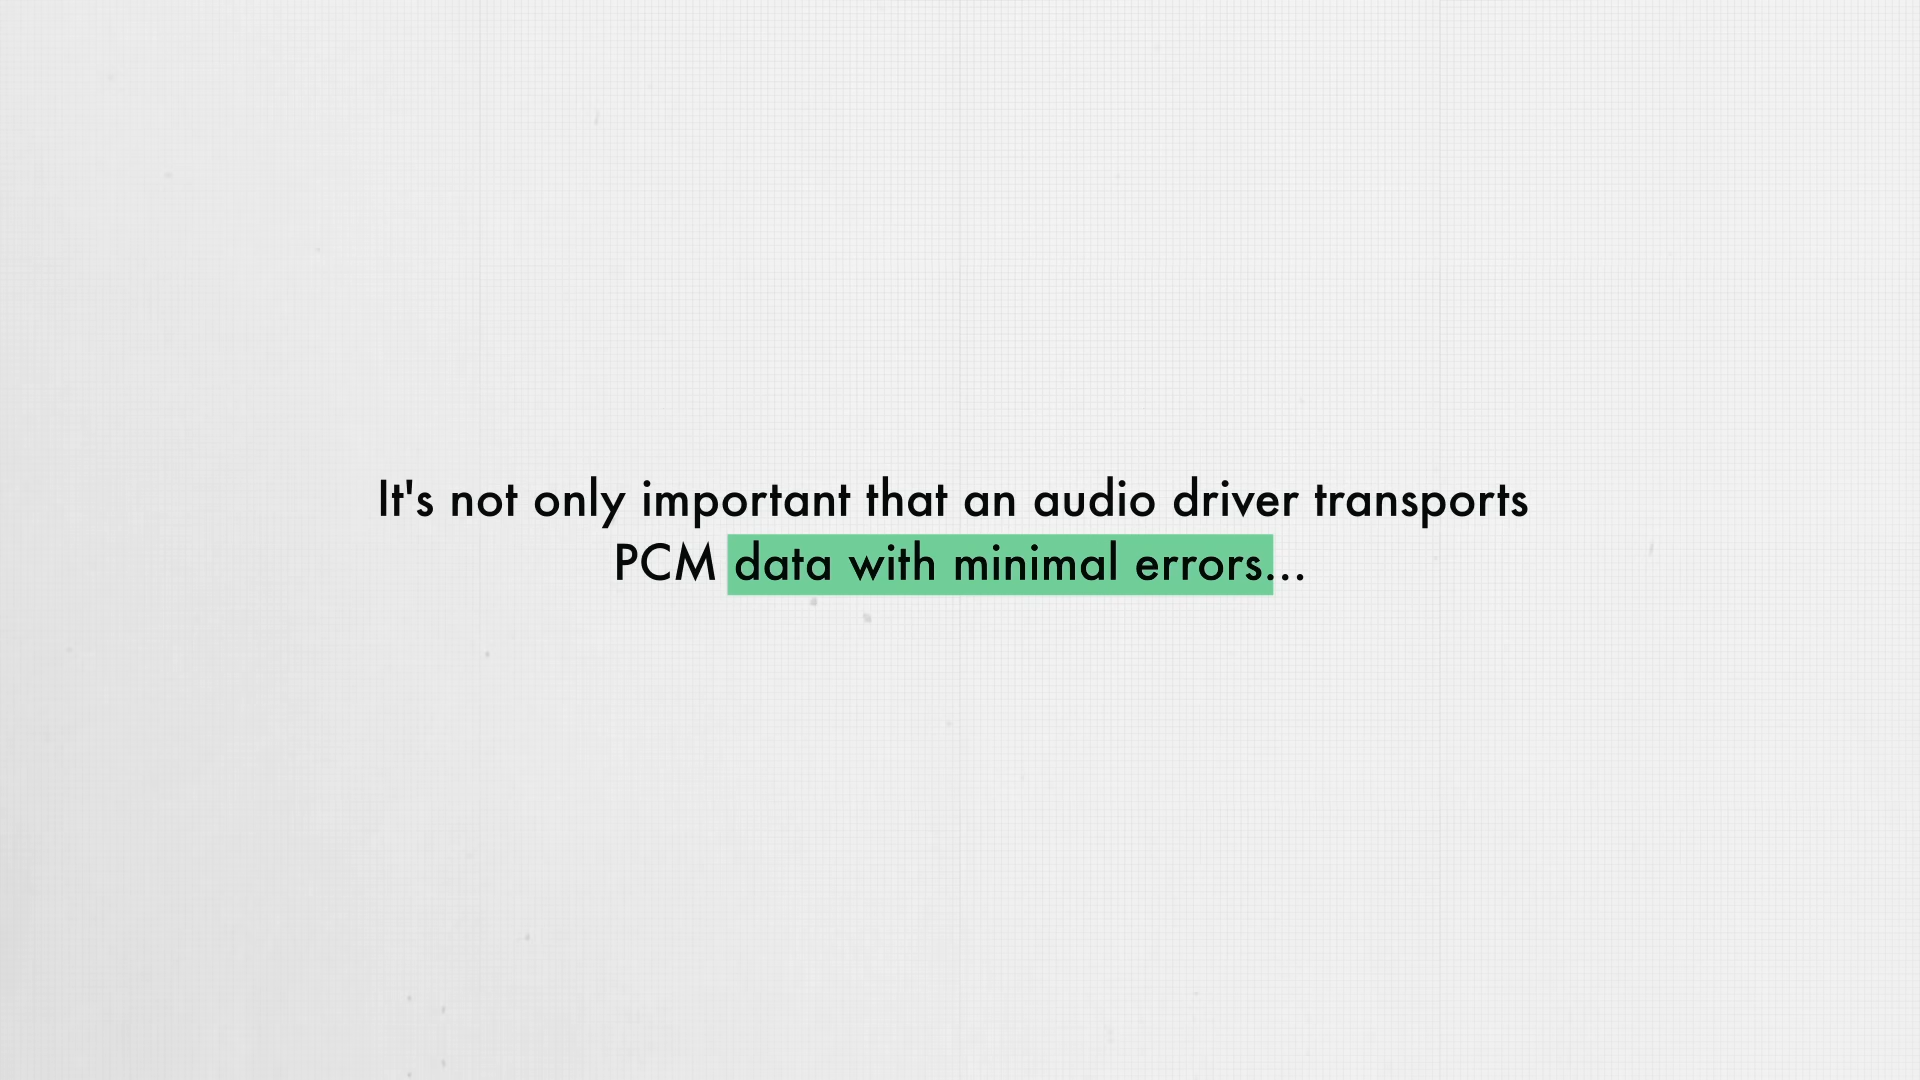 It's not only important that an audio driver transports
PCM data with minimal errors...